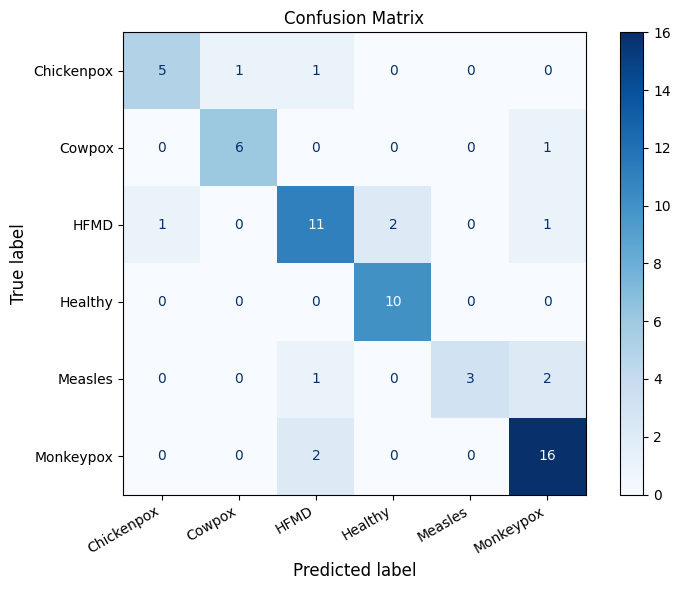 Confusion Matrix
Chickenpox 5 1 1 0 0 0
Cowpox 0 6 0 0 0 1
HFMD 1 0 11 2 0 1
Healthy 0 0 0 10 0 0
Measles 0 0 1 0 3 2
Monkeypox 0 0 2 0 0 16
Chickenpox Cowpox HFMD Healthy Measles Monkeypox
Predicted label
True label
16
14
12
10
8
6
4
2
0